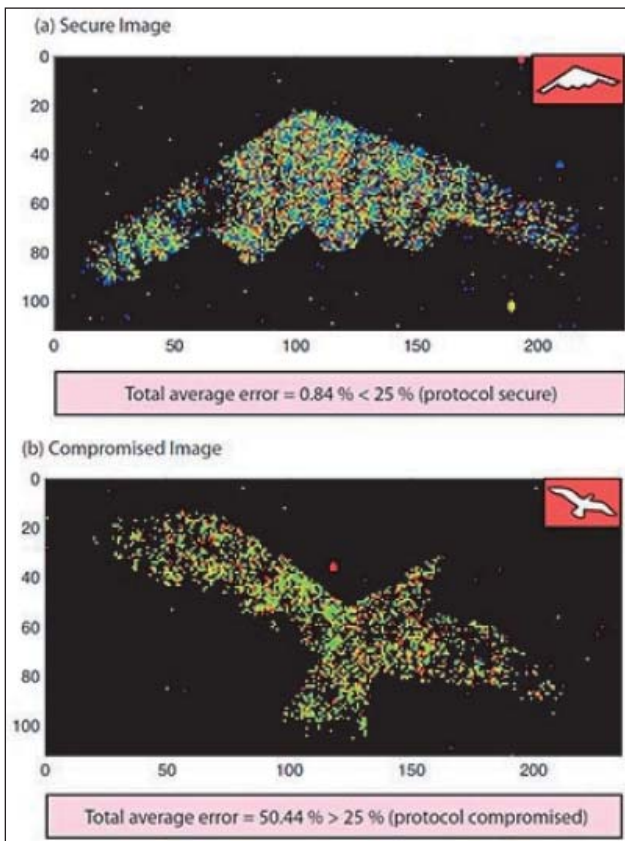 (a) Secure Image
0
20
40
60
80
100
0 50 100 150 200
Total average error = 0.84 % < 25 % (protocol secure)
(b) Compromised Image
0
20
40
60
80
100
0 50 100 150 200
Total average error = 50.44 % > 25 % (protocol compromised)